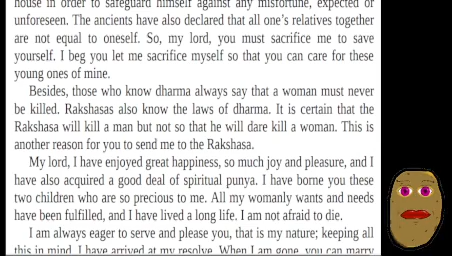 house in order to safeguard himself against any misfortune, expected or
unforeseen. The ancients have also declared that all one's relatives together
are not equal to oneself. So, my lord, you must sacrifice me to save
yourself. I beg you let me sacrifice myself so that you can care for these
young ones of mine.
Besides, those who know dharma always say that a woman must never
be killed. Rakshasas also know the laws of dharma. It is certain that the
Rakshasa will kill a man but not so that he will dare kill a woman. This is
another reason for you to send me to the Rakshasa.
My lord, I have enjoyed great happiness, so much joy and pleasure, and I
have also acquired a good deal of spiritual punya. I have borne you these
two children who are so precious to me. All my womanly wants and needs
have been fulfilled, and I have lived a long life. I am not afraid to die.
I am always eager to serve and please you, that is my nature; keeping all
this in mind, I have arrived at my resolve. When I am gone, you can marry